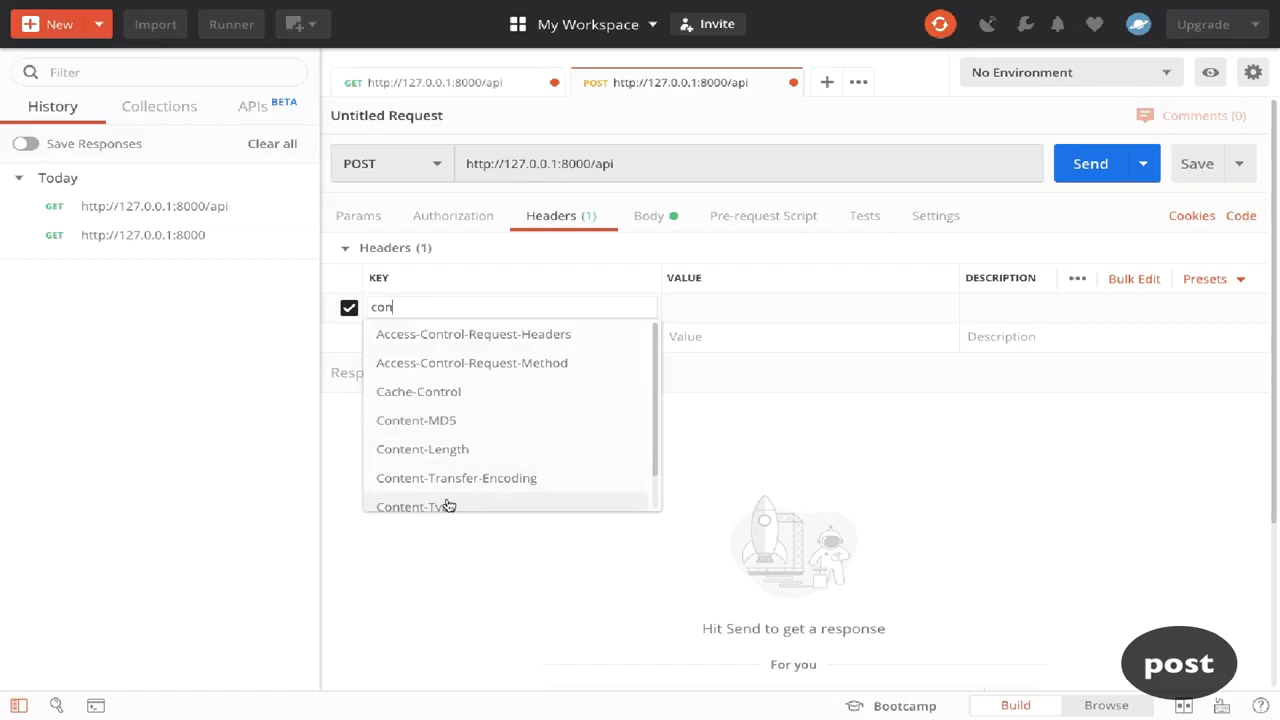 New
Import
Runner
My Workspace
Invite
Upgrade
Filter
History
Collections
APIs BETA
Save Responses
Clear all
Today
GET http://127.0.0.1:8000/api
GET http://127.0.0.1:8000
GET http://127.0.0.1:8000/api
POST http://127.0.0.1:8000/api
No Environment
Untitled Request
Comments (0)
POST
http://127.0.0.1:8000/api
Send
Save
Params
Authorization
Headers (1)
Body
Pre-request Script
Tests
Settings
Cookies
Code
Headers (1)
KEY
VALUE
DESCRIPTION
Bulk Edit
Presets
con
Value
Description
Access-Control-Request-Headers
Access-Control-Request-Method
Cache-Control
Content-MD5
Content-Length
Content-Transfer-Encoding
Hit Send to get a response
For you
post
Bootcamp
Build
Browse